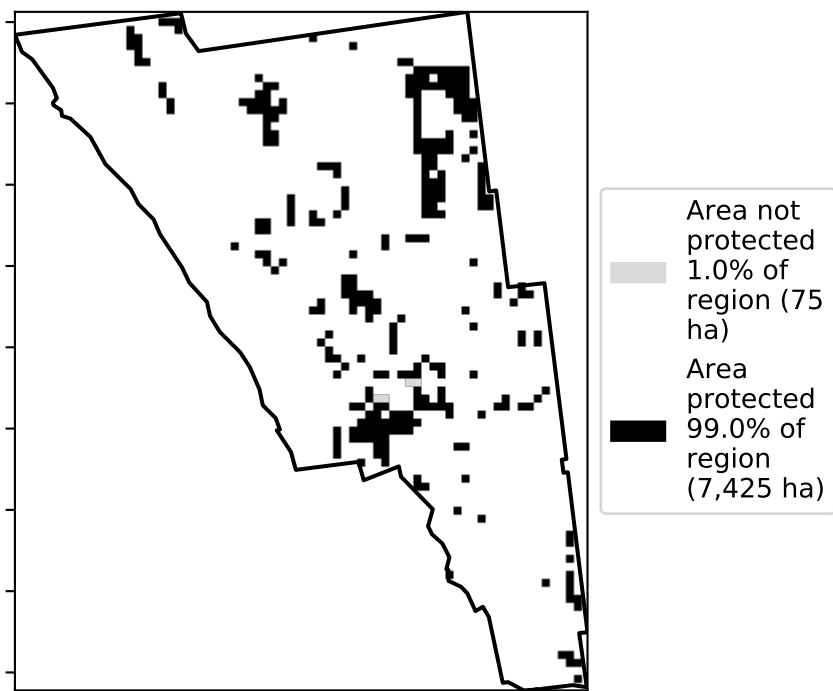 Area not
protected
1.0% of
region (75
ha)
Area
protected
99.0% of
region
(7,425 ha)